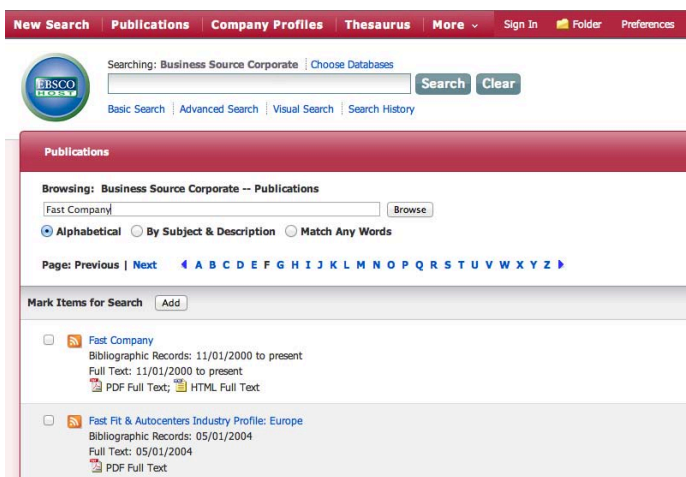 New Search Publications Company Profiles Thesaurus More Sign In Folder Preferences
Searching: Business Source Corporate Choose Databases
EBSCO
HOST
Search Clear
Basic Search Advanced Search Visual Search Search History
Publications
Browsing: Business Source Corporate -- Publications
Fast Company Browse
Alphabetical By Subject & Description Match Any Words
Page: Previous | Next A B C D E F G H I J K L M N O P Q R S T U V W X Y Z
Mark Items for Search Add
Fast Company
Bibliographic Records: 11/01/2000 to present
Full Text: 11/01/2000 to present
PDF Full Text; HTML Full Text
Fast Fit & Autocenters Industry Profile: Europe
Bibliographic Records: 05/01/2004
Full Text: 05/01/2004
PDF Full Text